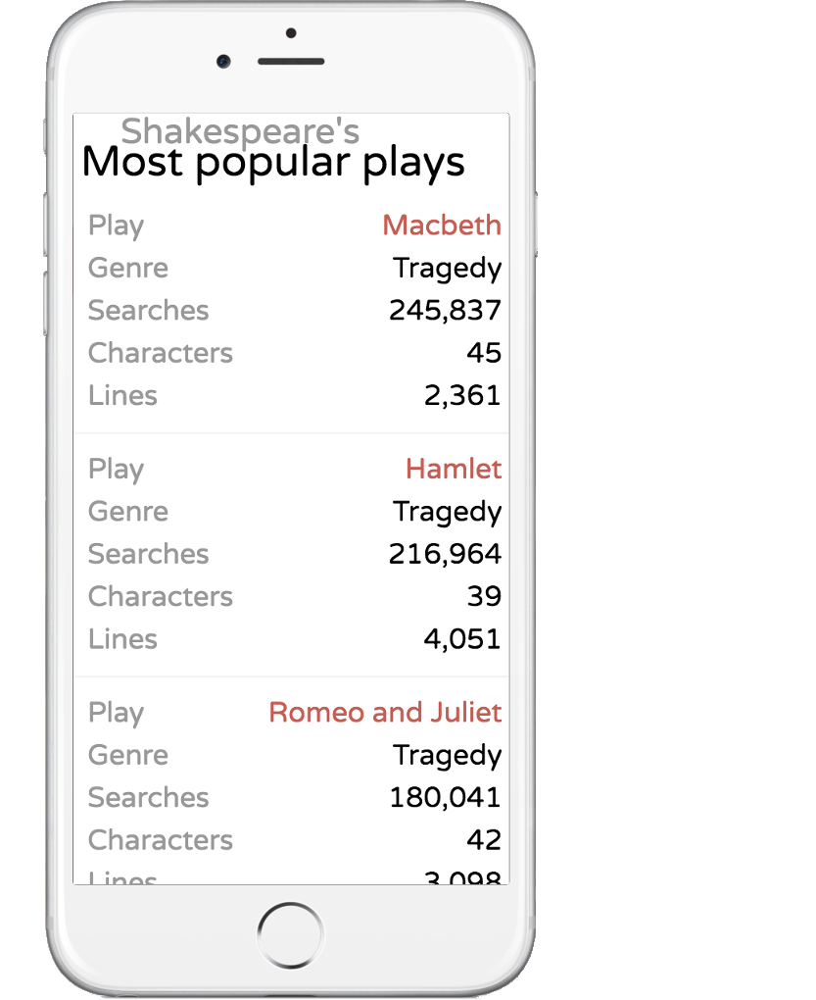 Shakespeare's
Most popular plays
Play Macbeth
Genre Tragedy
Searches 245,837
Characters 45
Lines 2,361
Play Hamlet
Genre Tragedy
Searches 216,964
Characters 39
Lines 4,051
Play Romeo and Juliet
Genre Tragedy
Searches 180,041
Characters 42
Lines 3,098